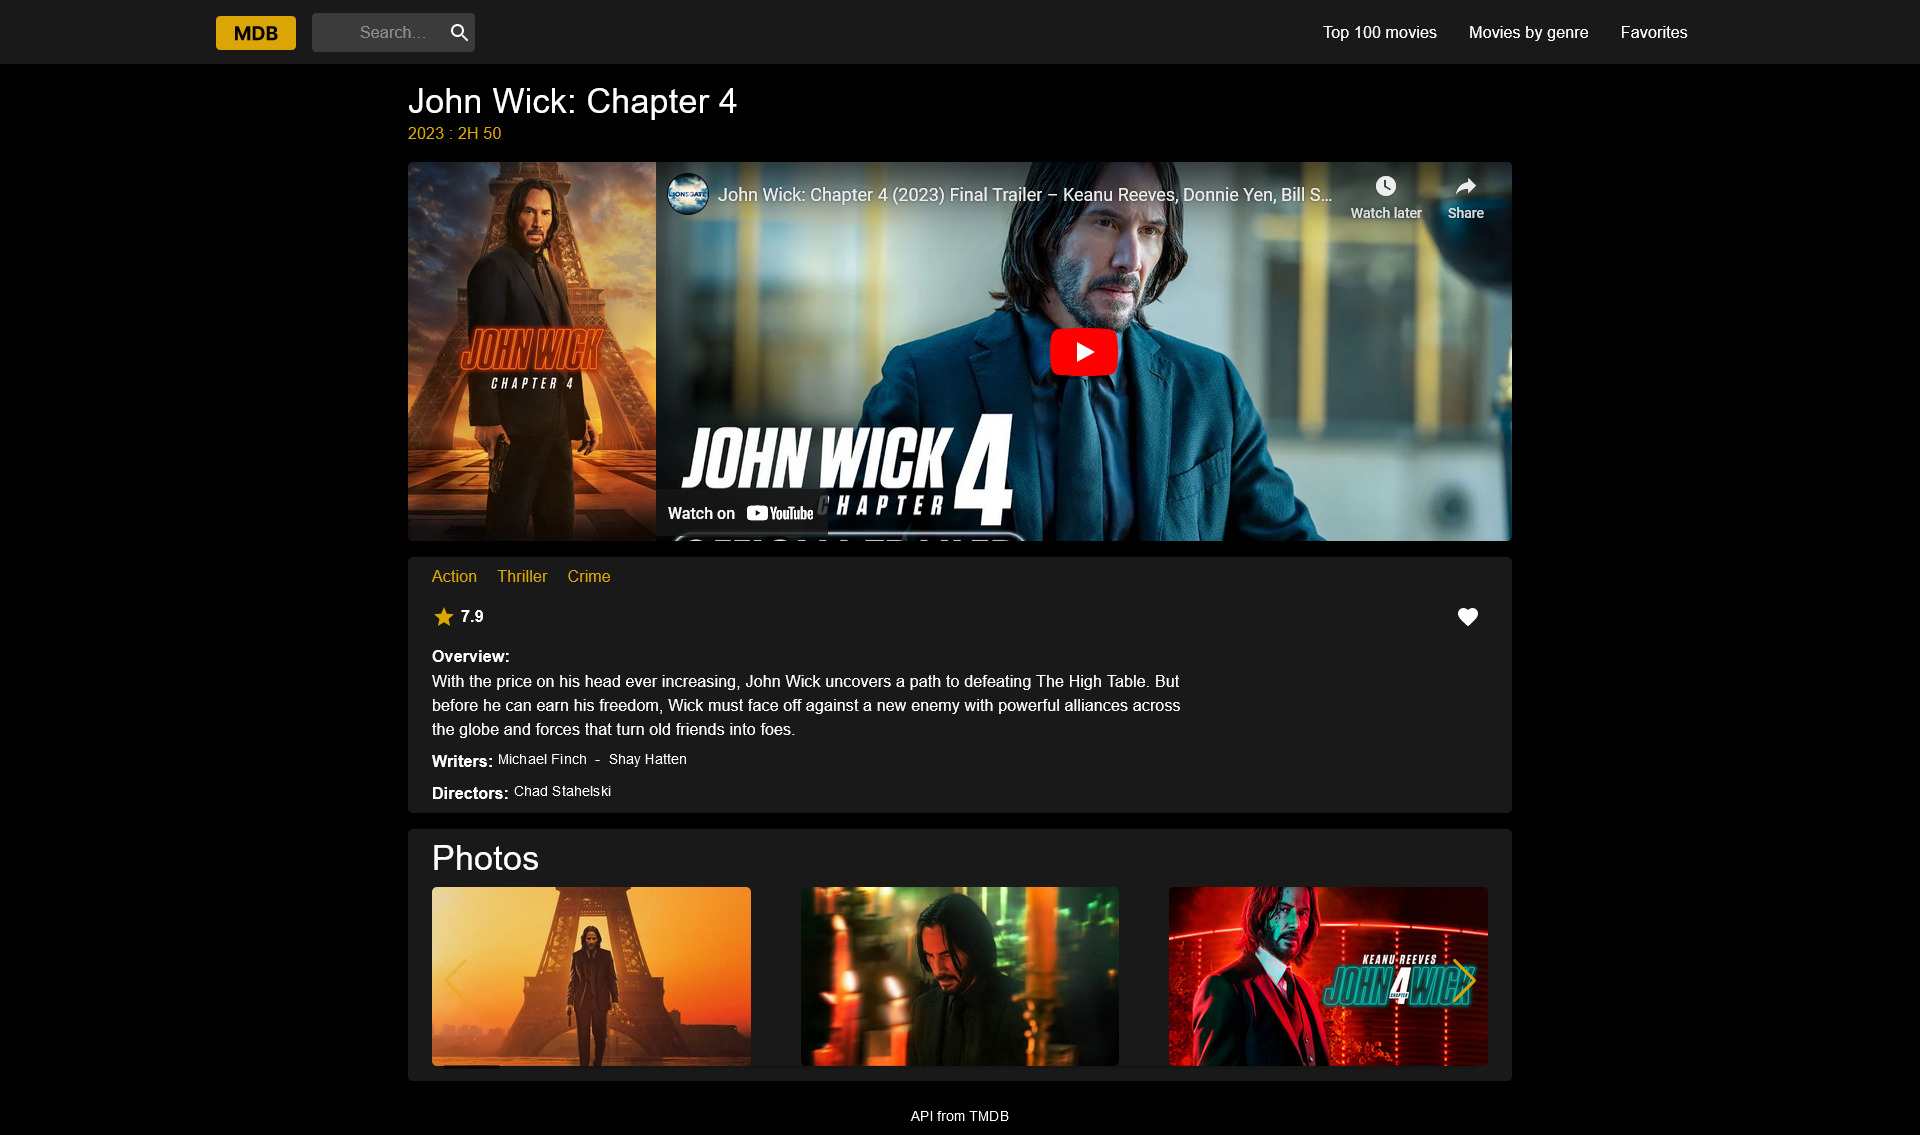 MDB
Search...
Top 100 movies
Movies by genre
Favorites
John Wick: Chapter 4
2023 : 2H 50
JOHN WICK
CHAPTER 4
LIONSGATE
John Wick: Chapter 4 (2023) Final Trailer – Keanu Reeves, Donnie Yen, Bill S...
Watch later
Share
JOHN WICK 4
CHAPTER
Watch on YouTube
Action Thriller Crime
7.9
Overview:
With the price on his head ever increasing, John Wick uncovers a path to defeating The High Table. But
before he can earn his freedom, Wick must face off against a new enemy with powerful alliances across
the globe and forces that turn old friends into foes.
Writers: Michael Finch - Shay Hatten
Directors: Chad Stahelski
Photos
KEANU REEVES
JOHN 4 WICK
CHAPTER
API from TMDB